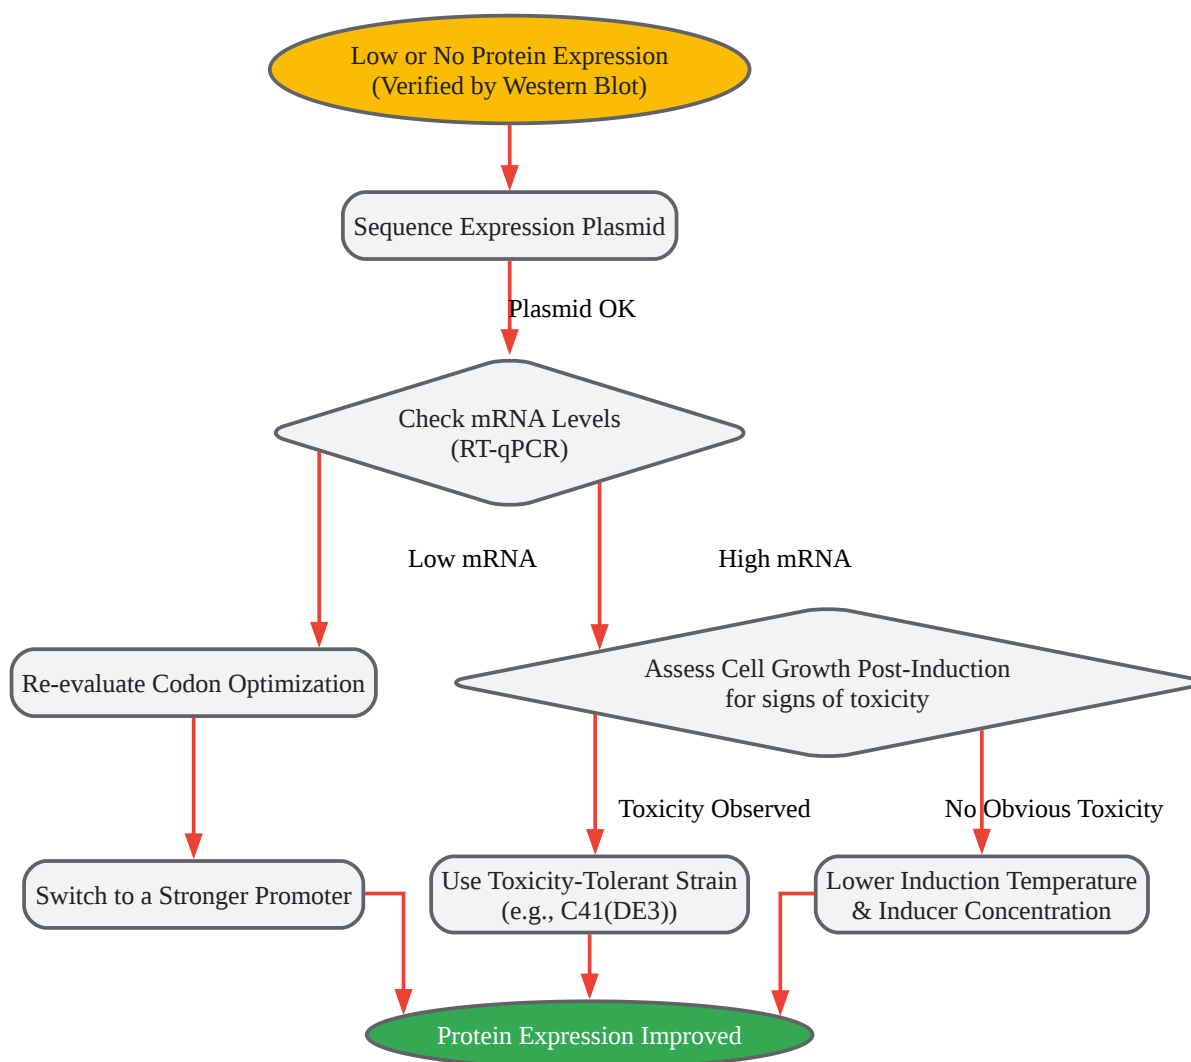 Low or No Protein Expression
(Verified by Western Blot)
Sequence Expression Plasmid
Plasmid OK
Check mRNA Levels
(RT-qPCR)
Low mRNA
High mRNA
Re-evaluate Codon Optimization
Assess Cell Growth Post-Induction
for signs of toxicity
Toxicity Observed
No Obvious Toxicity
Switch to a Stronger Promoter
Use Toxicity-Tolerant Strain
(e.g., C41(DE3))
Lower Induction Temperature
& Inducer Concentration
Protein Expression Improved